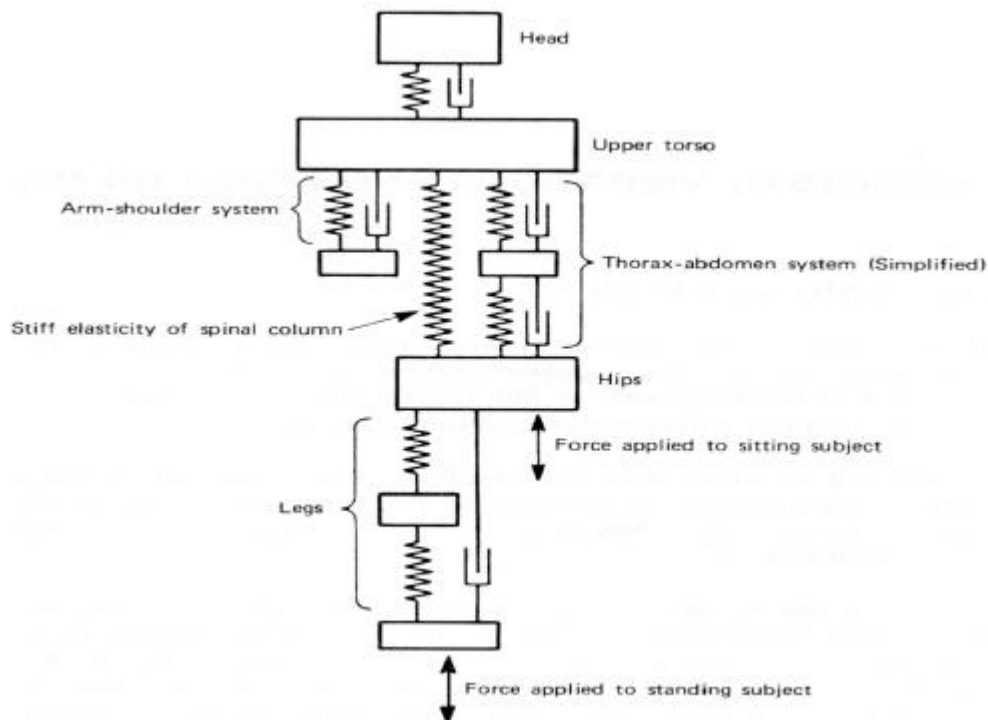 Head
Upper torso
Arm-shoulder system
Thorax-abdomen system (Simplified)
Stiff elasticity of spinal column
Hips
Force applied to sitting subject
Legs
Force applied to standing subject